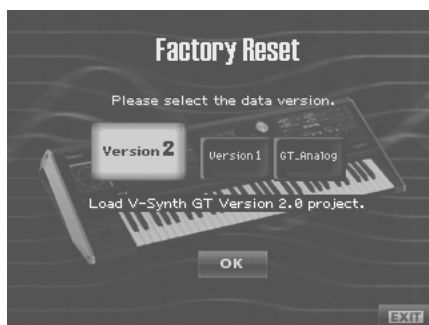 Factory Reset
Please select the data version.
Version 2
Version 1
GT_Analog
Load V-Synth GT Version 2.0 project.
OK
EXIT